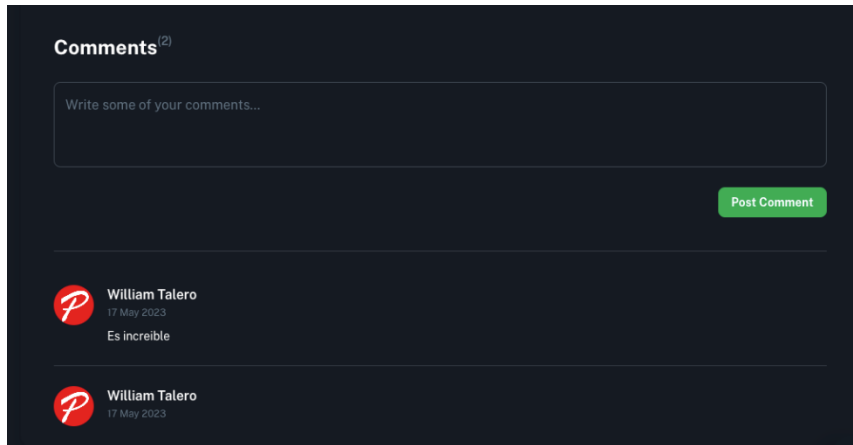 Comments(2)
Write some of your comments...
Post Comment
William Talero
17 May 2023
Es increible
William Talero
17 May 2023